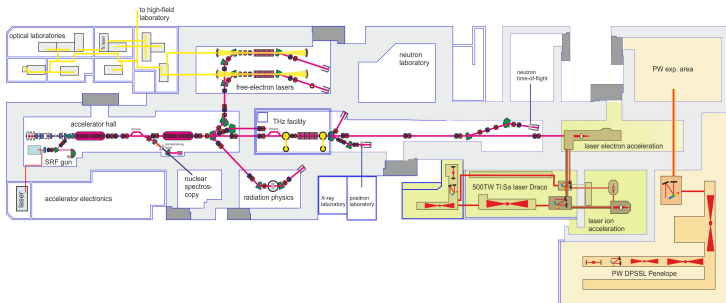 to high-field
laboratory
optical laboratories
neutron
laboratory
neutron
time-of-flight
PW exp. area
free-electron lasers
accelerator hall
THz facility
laser electron acceleration
SRF gun
nuclear
spectros-
copy
X-ray
laboratory
positron
laboratory
500TW Ti:Sa laser Draco
laser
accelerator electronics
radiation physics
laser ion
acceleration
PW DPSSL Penelope